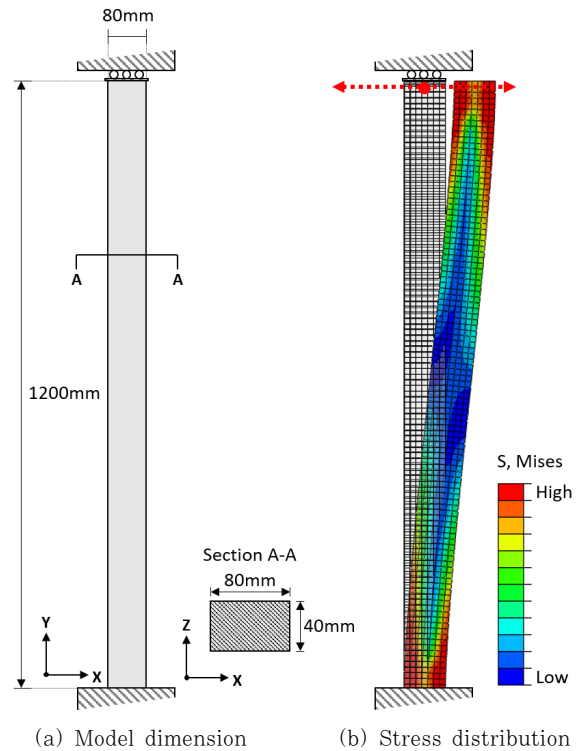 80mm
A
A
1200mm
Section A-A
80mm
40mm
Y
X
Z
X
S, Mises
High
Low
(a) Model dimension
(b) Stress distribution